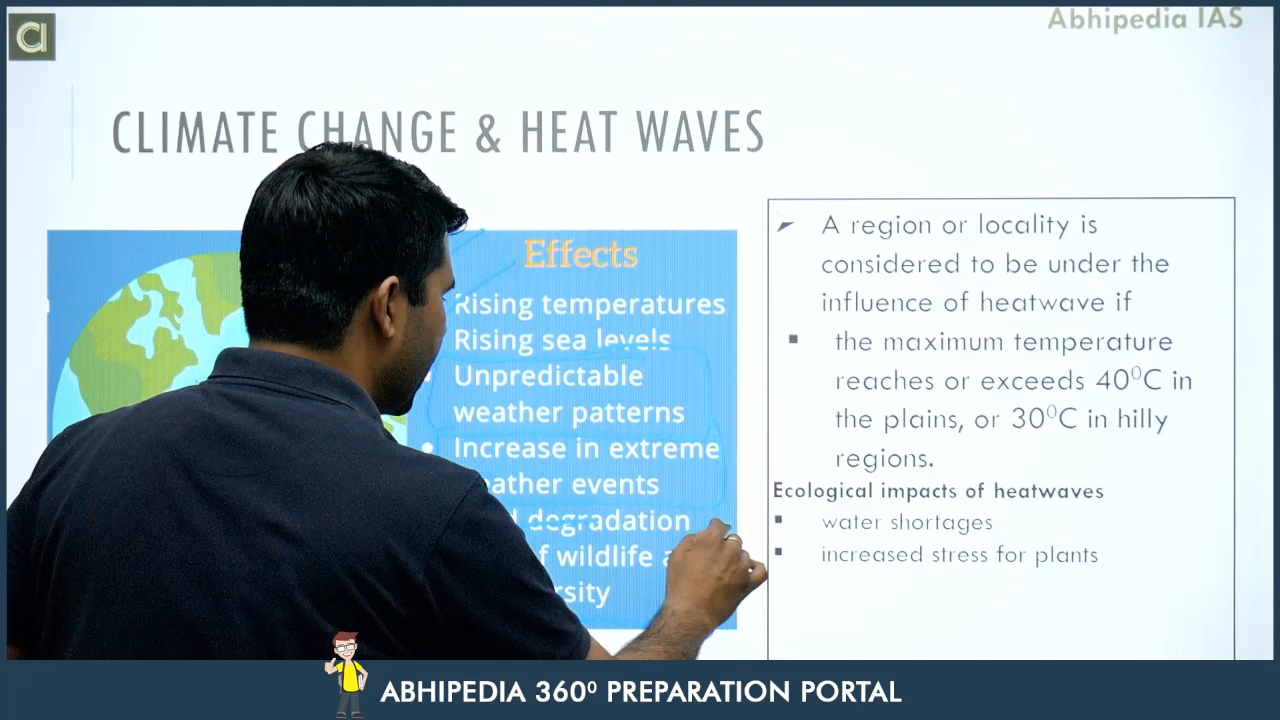 Abhipedia IAS
CLIMATE CHANGE & HEAT WAVES
Effects
Rising temperatures
Rising sea levels
• Unpredictable
weather patterns
• Increase in extreme
events
degradation
wildlife
➢ A region or locality is
considered to be under the
influence of heatwave if
▪ the maximum temperature
reaches or exceeds 40⁰C in
the plains, or 30⁰C in hilly
regions.
Ecological impacts of heatwaves
▪ water shortages
▪ increased stress for plants
ABHIPEDIA 360⁰ PREPARATION PORTAL